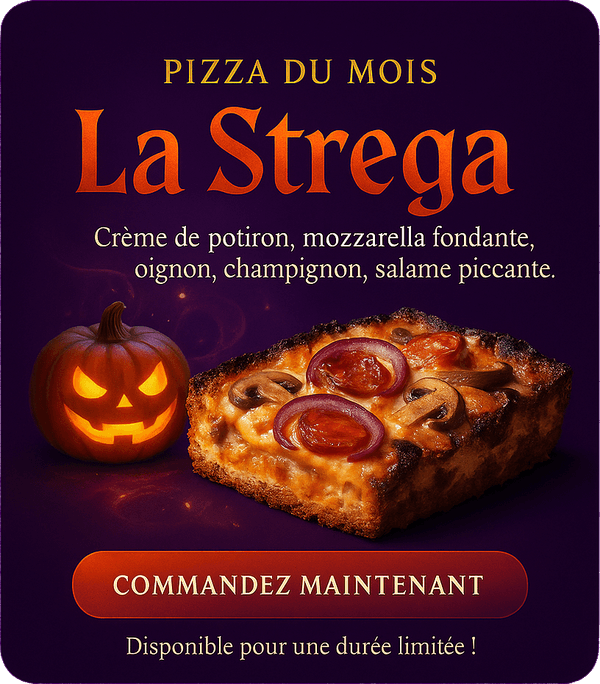 PIZZA DU MOIS
La Strega
Crème de potiron, mozzarella fondante,
oignon, champignon, salame piccante.
COMMANDEZ MAINTENANT
Disponible pour une durée limitée !